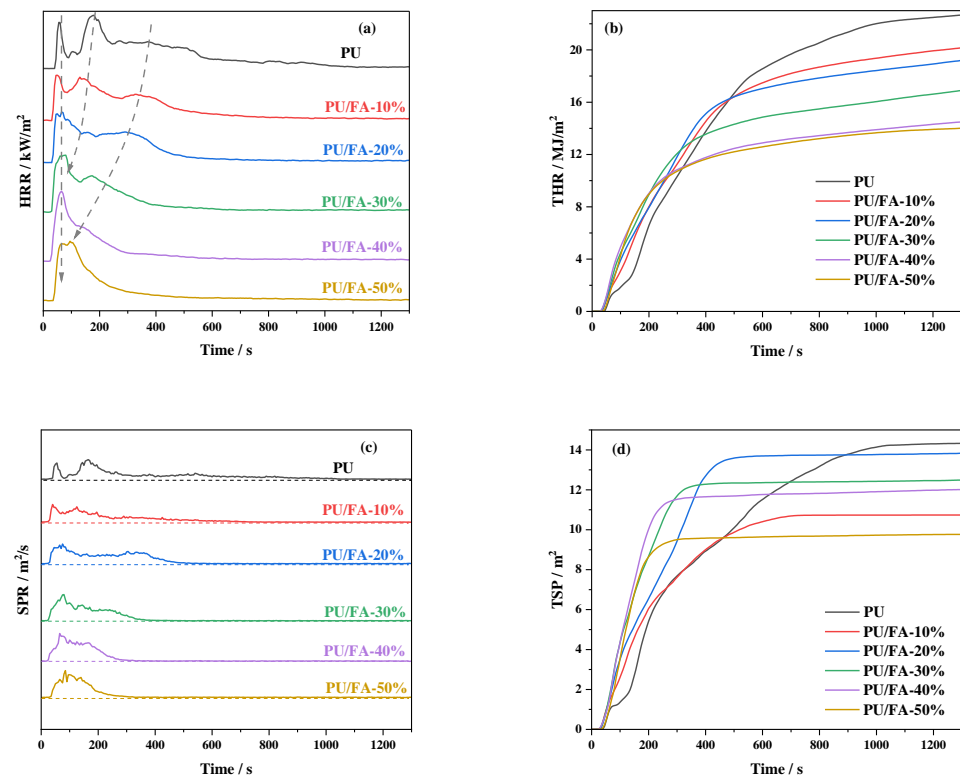 (a)
PU
PU/FA-10%
PU/FA-20%
PU/FA-30%
PU/FA-40%
PU/FA-50%
HRR / kW/m²
0 200 400 600 800 1000 1200
Time / s
(b)
20
16
12
8
4
0
THR / MJ/m²
PU
PU/FA-10%
PU/FA-20%
PU/FA-30%
PU/FA-40%
PU/FA-50%
0 200 400 600 800 1000 1200
Time / s
(c)
PU
PU/FA-10%
PU/FA-20%
PU/FA-30%
PU/FA-40%
PU/FA-50%
SPR / m²/s
0 200 400 600 800 1000 1200
Time / s
(d)
14
12
10
8
6
4
2
0
TSP / m²
PU
PU/FA-10%
PU/FA-20%
PU/FA-30%
PU/FA-40%
PU/FA-50%
0 200 400 600 800 1000 1200
Time / s